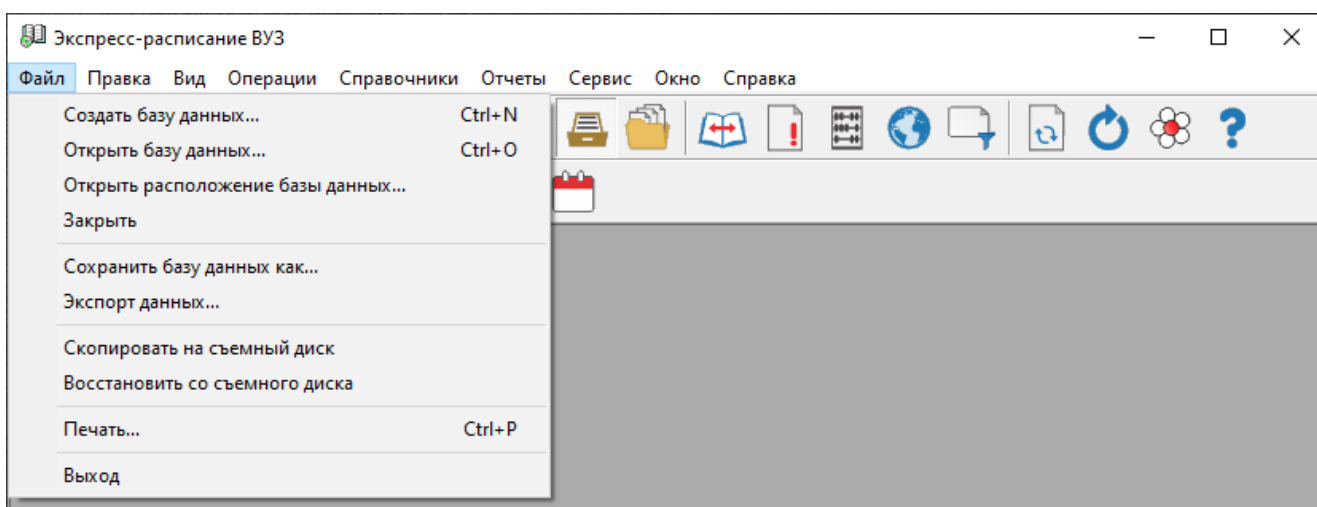 Экспресс-расписание ВУЗ
Файл Правка Вид Операции Справочники Отчеты Сервис Окно Справка
Создать базу данных... Ctrl+N
Открыть базу данных... Ctrl+O
Открыть расположение базы данных...
Закрыть
Сохранить базу данных как...
Экспорт данных...
Скопировать на съемный диск
Восстановить со съемного диска
Печать... Ctrl+P
Выход